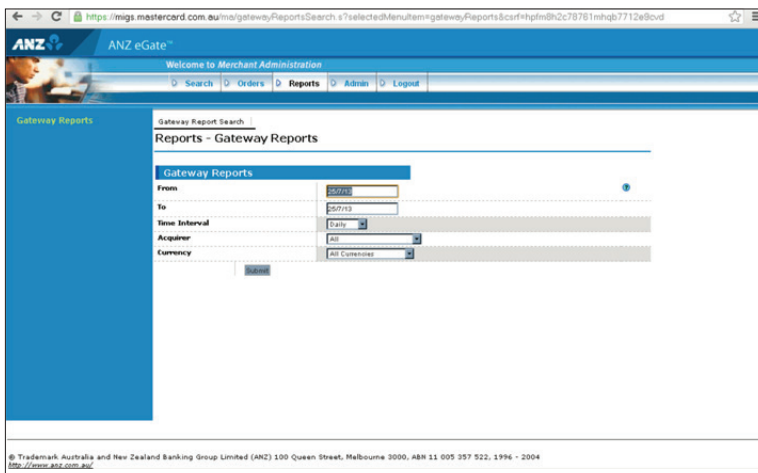 https://migs.mastercard.com.au/ma/gatewayReportsSearch.s?selectedMenuItem=gatewayReports&csrf=hpfm8h2c78761mhqb7712e9cvd
ANZ
ANZ eGate™
Welcome to Merchant Administration
Search Orders Reports Admin Logout
Gateway Reports
Gateway Report Search
Reports - Gateway Reports
Gateway Reports
From 25/7/13
To 25/7/13
Time Interval Daily
Acquirer All
Currency All Currencies
Submit
© Trademark Australia and New Zealand Banking Group Limited (ANZ) 100 Queen Street, Melbourne 3000, ABN 11 005 357 522, 1996 - 2004
http://www.anz.com.au/